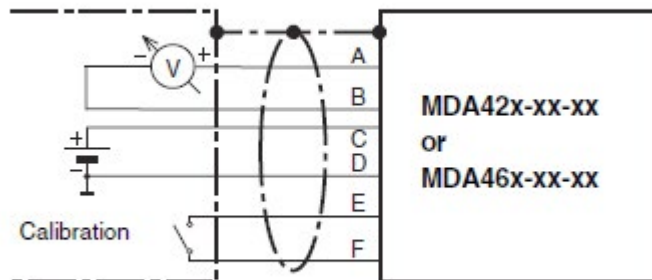 - V +
A
B
+
C
D
-
E
Calibration
F
MDA42x-xx-xx
or
MDA46x-xx-xx